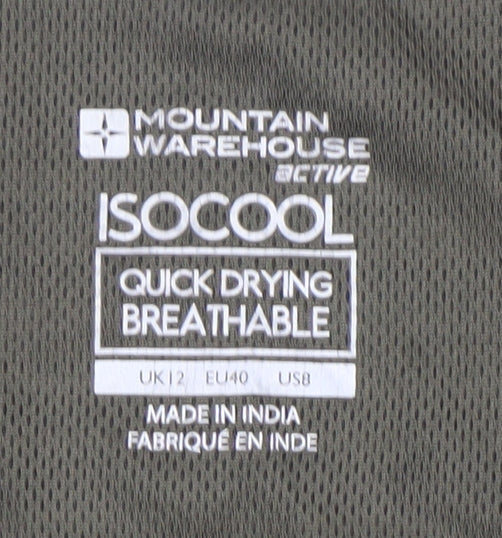 MOUNTAIN
WAREHOUSE
active
ISOCOOL
QUICK DRYING
BREATHABLE
UK12 EU40 US8
MADE IN INDIA
FABRIQUÉ EN INDE